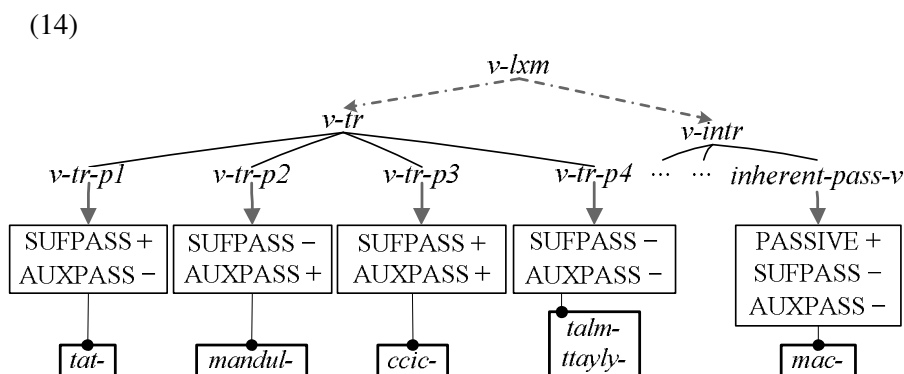 (14)
v-lxm
v-tr v-intr
v-tr-p1 v-tr-p2 v-tr-p3 v-tr-p4 ... ... inherent-pass-v
SUFPASS + SUFPASS − SUFPASS + SUFPASS − PASSIVE +
AUXPASS − AUXPASS + AUXPASS + AUXPASS − SUFPASS −
AUXPASS −
talm-
tat- mandul- ccic- ttayly- mac-